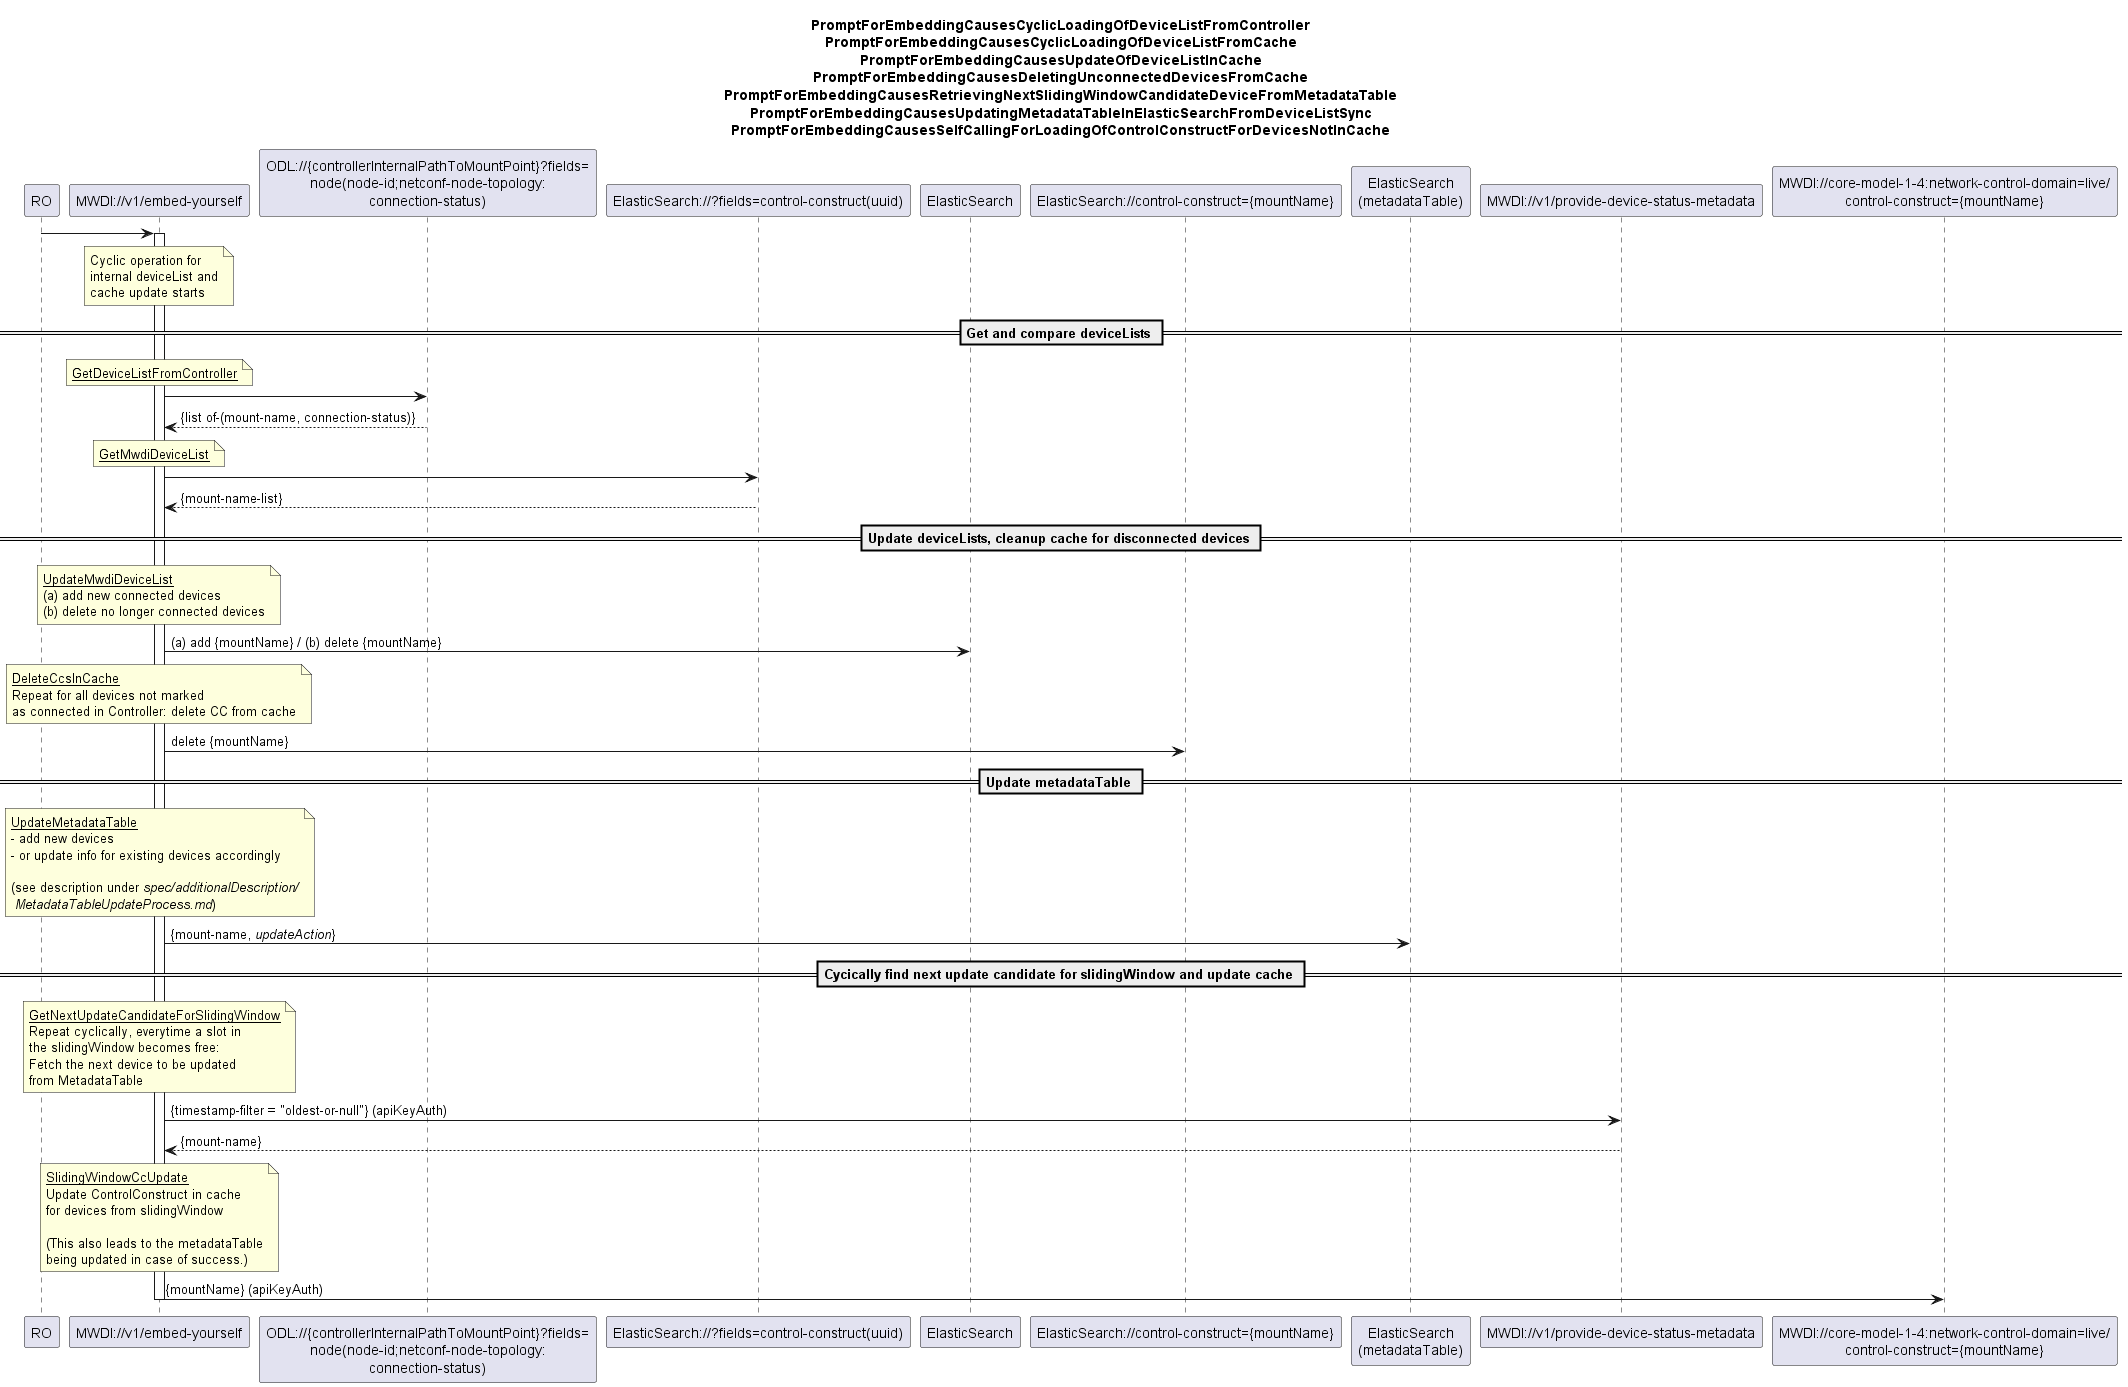 PromptForEmbeddingCausesCyclicLoadingOfDeviceListFromController
PromptForEmbeddingCausesCyclicLoadingOfDeviceListFromCache
PromptForEmbeddingCausesUpdateOfDeviceListInCache
PromptForEmbeddingCausesDeletingUnconnectedDevicesFromCache
PromptForEmbeddingCausesRetrievingNextSlidingWindowCandidateDeviceFromMetadataTable
PromptForEmbeddingCausesUpdatingMetadataTableInElasticSearchFromDeviceListSync
PromptForEmbeddingCausesSelfCallingForLoadingOfControlConstructForDevicesNotInCache
RO
MWDI://v1/embed-yourself
ODL://{controllerInternalPathToMountPoint}?fields=
node(node-id;netconf-node-topology:
connection-status)
ElasticSearch://?fields=control-construct(uuid)
ElasticSearch
ElasticSearch://control-construct={mountName}
ElasticSearch
(metadataTable)
MWDI://v1/provide-device-status-metadata
MWDI://core-model-1-4:network-control-domain=live/
control-construct={mountName}
Cyclic operation for
internal deviceList and
cache update starts
Get and compare deviceLists
GetDeviceListFromController
{list of-(mount-name, connection-status)}
GetMwdiDeviceList
{mount-name-list}
Update deviceLists, cleanup cache for disconnected devices
UpdateMwdiDeviceList
(a) add new connected devices
(b) delete no longer connected devices
(a) add {mountName} / (b) delete {mountName}
DeleteCcsInCache
Repeat for all devices not marked
as connected in Controller: delete CC from cache
delete {mountName}
Update metadataTable
UpdateMetadataTable
- add new devices
- or update info for existing devices accordingly
(see description under spec/additionalDescription/
MetadataTableUpdateProcess.md)
{mount-name, updateAction}
Cycically find next update candidate for slidingWindow and update cache
GetNextUpdateCandidateForSlidingWindow
Repeat cyclically, everytime a slot in
the slidingWindow becomes free:
Fetch the next device to be updated
from MetadataTable
{timestamp-filter = "oldest-or-null"} (apiKeyAuth)
{mount-name}
SlidingWindowCcUpdate
Update ControlConstruct in cache
for devices from slidingWindow
(This also leads to the metadataTable
being updated in case of success.)
{mountName} (apiKeyAuth)
RO
MWDI://v1/embed-yourself
ODL://{controllerInternalPathToMountPoint}?fields=
node(node-id;netconf-node-topology:
connection-status)
ElasticSearch://?fields=control-construct(uuid)
ElasticSearch
ElasticSearch://control-construct={mountName}
ElasticSearch
(metadataTable)
MWDI://v1/provide-device-status-metadata
MWDI://core-model-1-4:network-control-domain=live/
control-construct={mountName}